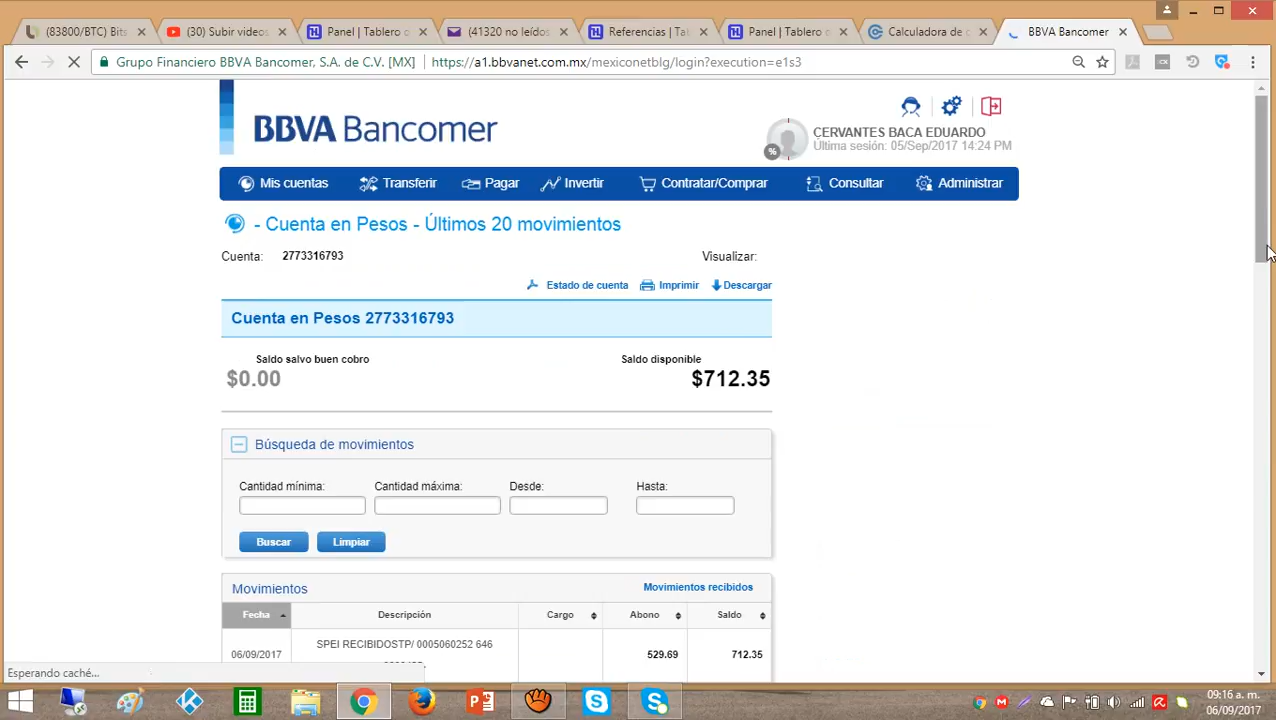 (83800/BTC) Bits
(30) Subir videos
Panel | Tablero o
(41320 no leídos
Referencias | Ta
Panel | Tablero o
Calculadora de c
BBVA Bancomer
Grupo Financiero BBVA Bancomer, S.A. de C.V. [MX]
https://a1.bbvanet.com.mx/mexiconetblg/login?execution=e1s3
BBVA Bancomer
%
CERVANTES BACA EDUARDO
Última sesión: 05/Sep/2017 14:24 PM
Mis cuentas
Transferir
Pagar
Invertir
Contratar/Comprar
Consultar
Administrar
- Cuenta en Pesos - Últimos 20 movimientos
Cuenta: 2773316793
Visualizar:
Estado de cuenta
Imprimir
Descargar
Cuenta en Pesos 2773316793
Saldo salvo buen cobro
Saldo disponible
$0.00
$712.35
Búsqueda de movimientos
Cantidad mínima:
Cantidad máxima:
Desde:
Hasta:
Buscar
Limpiar
Movimientos
Movimientos recibidos
Fecha
Descripción
Cargo
Abono
Saldo
SPEI RECIBIDOSTP/ 0005060252 646
06/09/2017
529.69
712.35
Esperando caché...
09:16 a. m.
06/09/2017